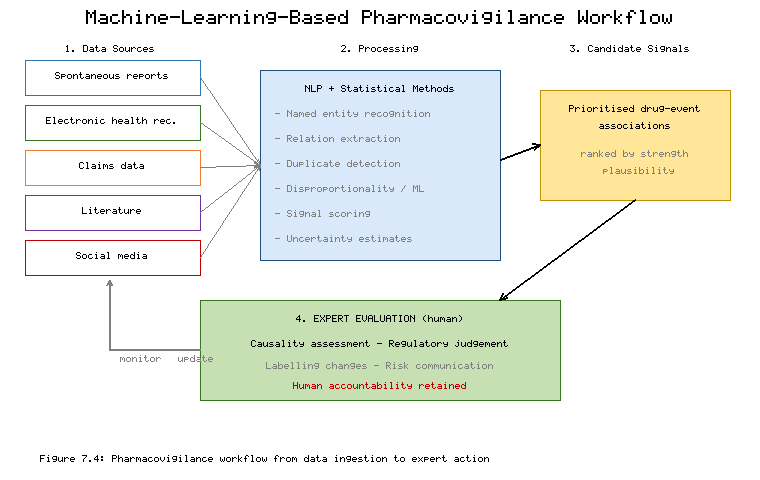 Machine-Learning-Based Pharmacovigilance Workflow
1. Data Sources
2. Processing
3. Candidate Signals
Spontaneous reports
Electronic health rec.
Claims data
Literature
Social media
NLP + Statistical Methods
- Named entity recognition
- Relation extraction
- Duplicate detection
- Disproportionality / ML
- Signal scoring
- Uncertainty estimates
Prioritised drug-event
associations
ranked by strength
plausibility
4. EXPERT EVALUATION (human)
Causality assessment - Regulatory judgement
Labelling changes - Risk communication
Human accountability retained
monitor update
Figure 7.4: Pharmacovigilance workflow from data ingestion to expert action